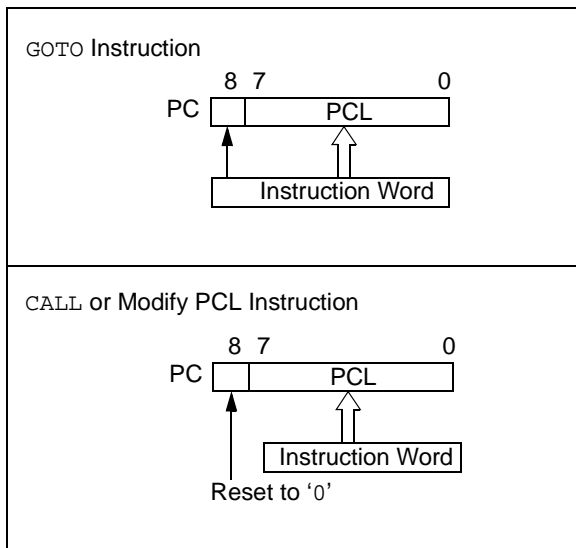 GOTO Instruction
8 7 0
PC PCL
Instruction Word
CALL or Modify PCL Instruction
8 7 0
PC PCL
Instruction Word
Reset to ‘0’